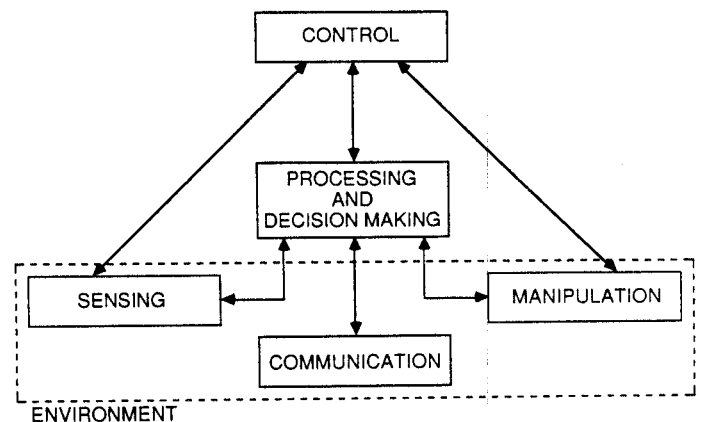 CONTROL
PROCESSING
AND
DECISION MAKING
SENSING
MANIPULATION
COMMUNICATION
ENVIRONMENT